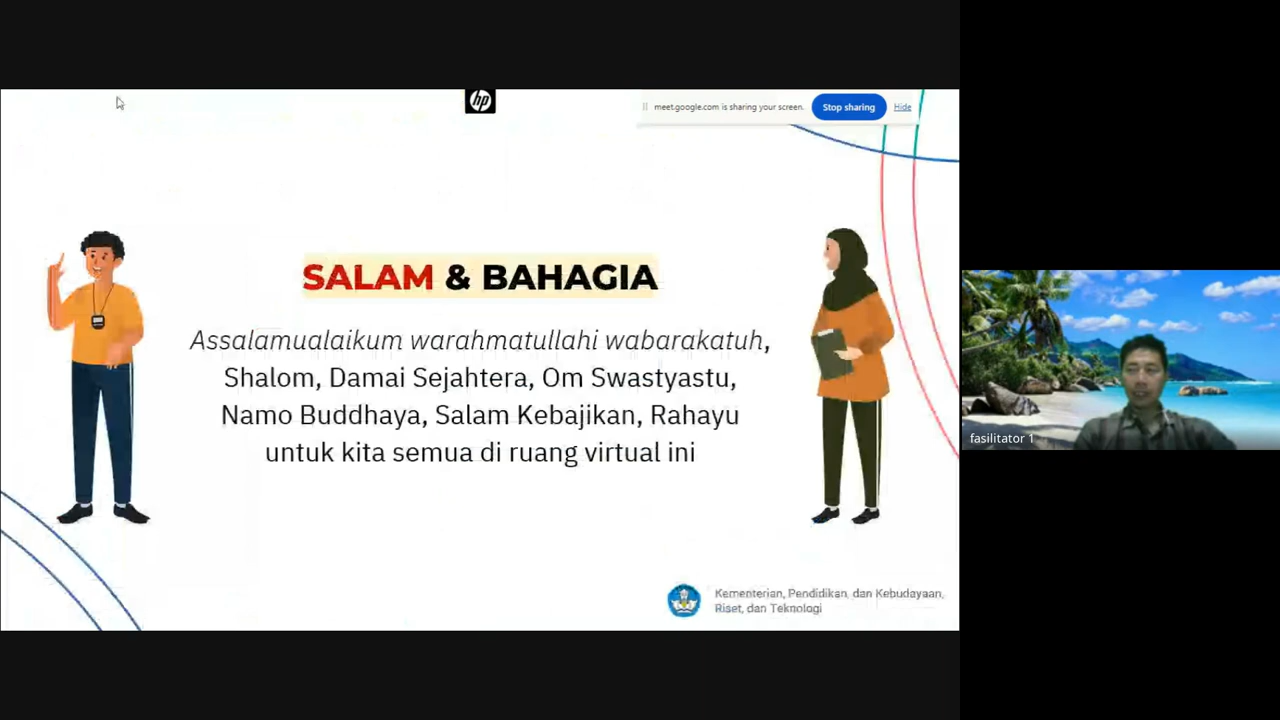 hp
meet.google.com is sharing your screen.
Stop sharing
Hide
SALAM & BAHAGIA
Assalamualaikum warahmatullahi wabarakatuh,
Shalom, Damai Sejahtera, Om Swastyastu,
Namo Buddhaya, Salam Kebajikan, Rahayu
untuk kita semua di ruang virtual ini
fasilitator 1
Kementerian, Pendidikan, dan Kebudayaan,
Riset, dan Teknologi